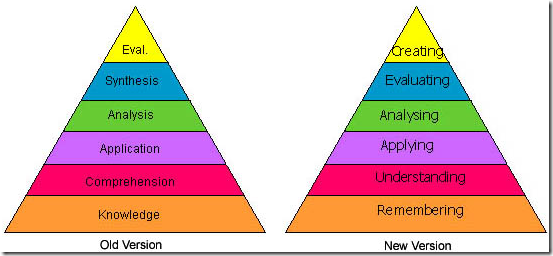 Eval.
Synthesis
Analysis
Application
Comprehension
Knowledge
Old Version
Creating
Evaluating
Analysing
Applying
Understanding
Remembering
New Version